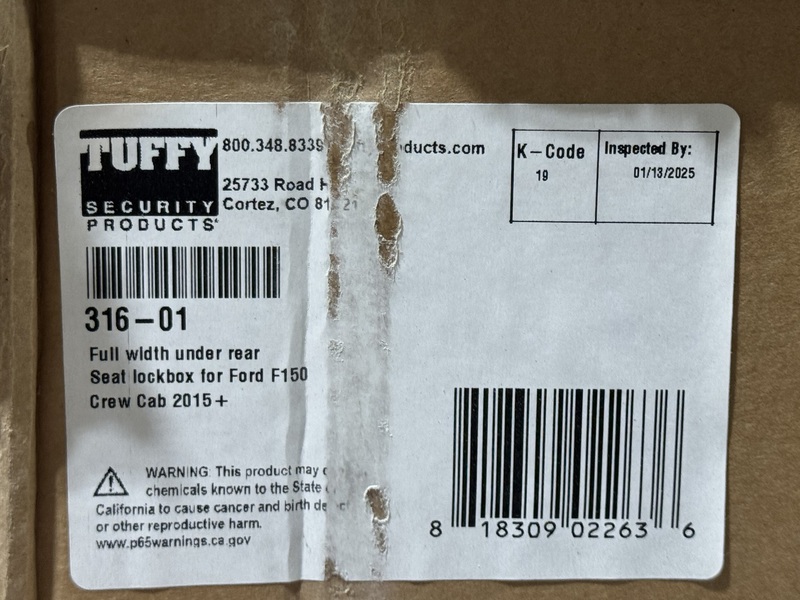 TUFFY
SECURITY
PRODUCTS
800.348.8339 ducts.com
25733 Road
Cortez, CO
K-Code
19
Inspected By:
01/13/2025
316-01
Full width under rear
Seat lockbox for Ford F150
Crew Cab 2015+
WARNING: This product may
chemicals known to the State
California to cause cancer and birth
or other reproductive harm.
www.p65warnings.ca.gov
8 18309 02263 6